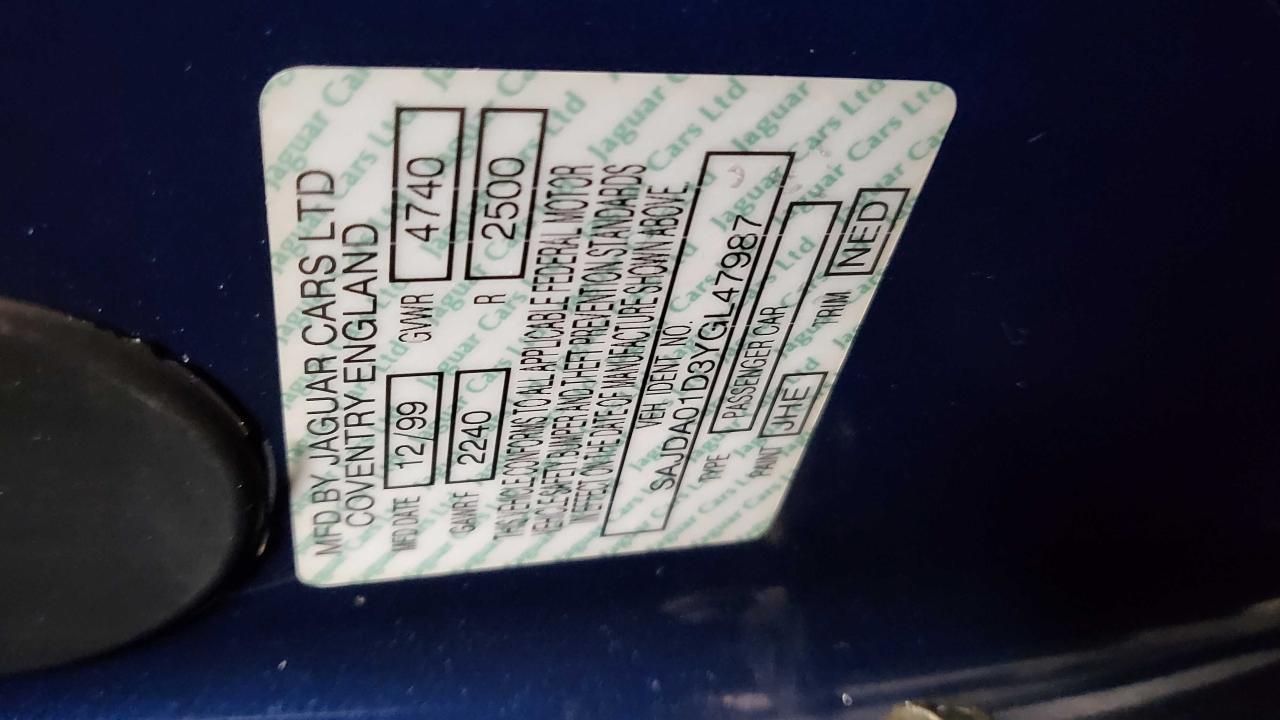 MFD BY JAGUAR CARS LTD
COVENTRY ENGLAND
MFD DATE 12/99 GVWR 4740
GAWR F 2240 R 2500
THIS VEHICLE CONFORMS TO ALL APPLICABLE FEDERAL MOTOR
VEHICLE SAFETY BUMPER AND THEFT PREVENTION STANDARDS
IN EFFECT ON THE DATE OF MANUFACTURE SHOWN ABOVE
VEH. IDENT. NO.
SAJDA01D3YGL47987
TYPE PASSENGER CAR
PAINT JHE TRIM NED